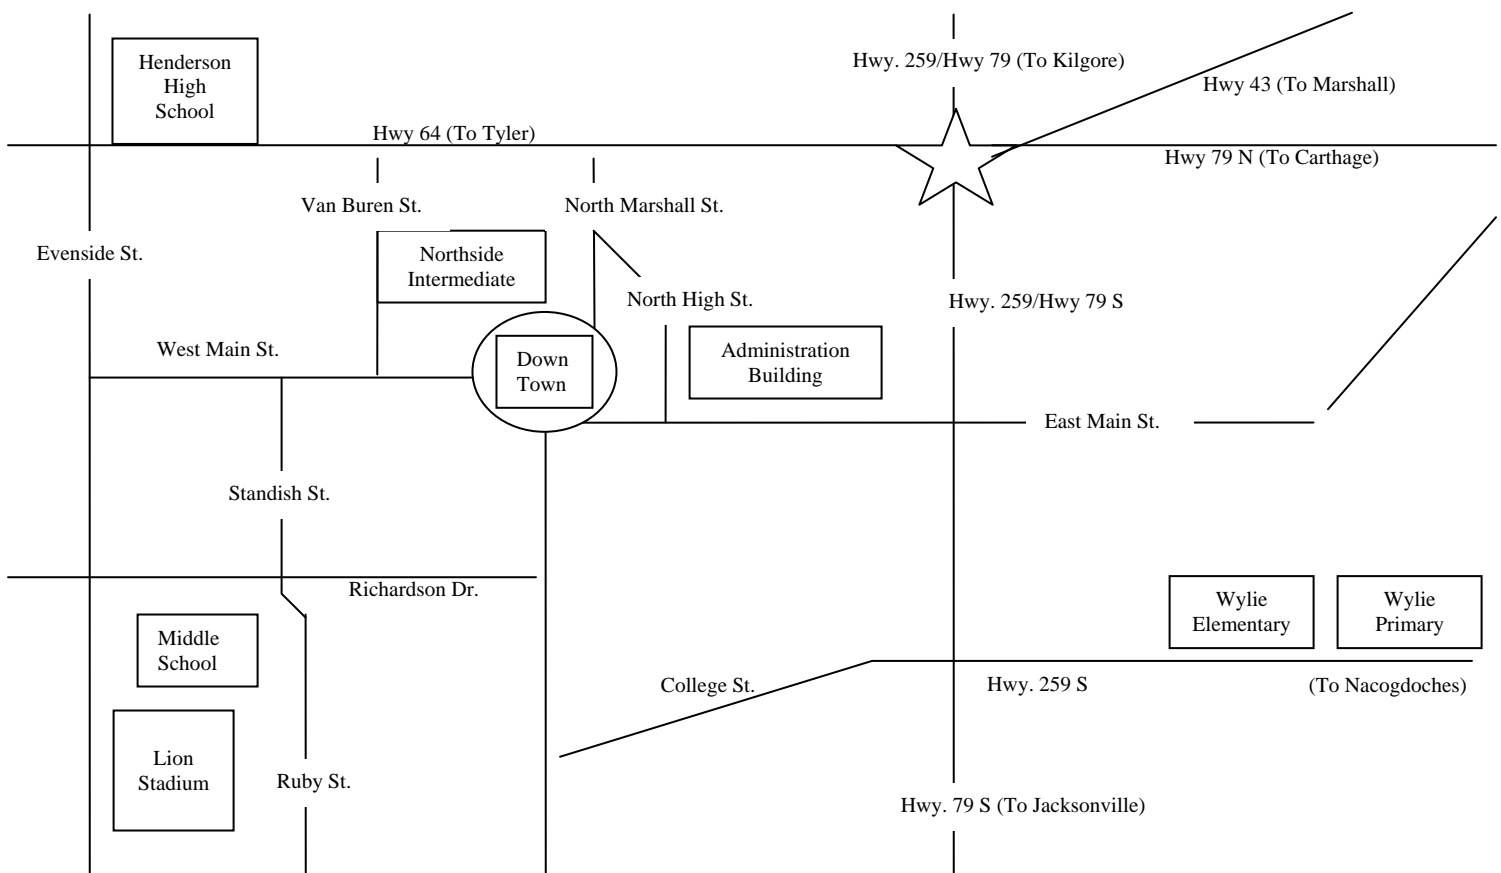 Henderson
High
School
Hwy. 259/Hwy 79 (To Kilgore)
Hwy 43 (To Marshall)
Hwy 64 (To Tyler)
Hwy 79 N (To Carthage)
Van Buren St.
North Marshall St.
Evenside St.
Northside
Intermediate
North High St.
Hwy. 259/Hwy 79 S
West Main St.
Down
Town
Administration
Building
East Main St.
Standish St.
Richardson Dr.
Wylie
Elementary
Wylie
Primary
Middle
School
College St.
Hwy. 259 S
(To Nacogdoches)
Lion
Stadium
Ruby St.
Hwy. 79 S (To Jacksonville)